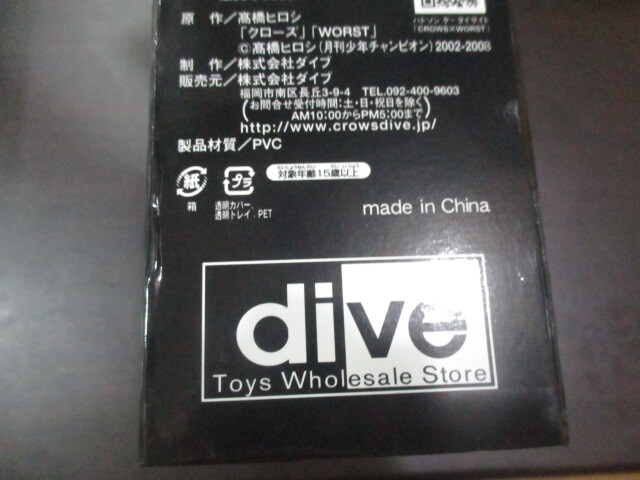 原　作／髙橋ヒロシ
「クローズ」「WORST」
©髙橋ヒロシ（月刊少年チャンピオン）2002-2008
制　作／株式会社ダイブ
販売元／株式会社ダイブ
福岡市南区長丘3-9-4　TEL.092-400-9603
（お問合せ受付時間：土・日・祝日を除く
AM10:00からPM5:00まで）
http://www.crowsdive.jp/
製品材質／PVC
「CROWS×WORST」
紙
箱
プラ
透明カバー、
透明トレイ：PET
対象年齢15歳以上
made in China
dive
Toys Wholesale Store